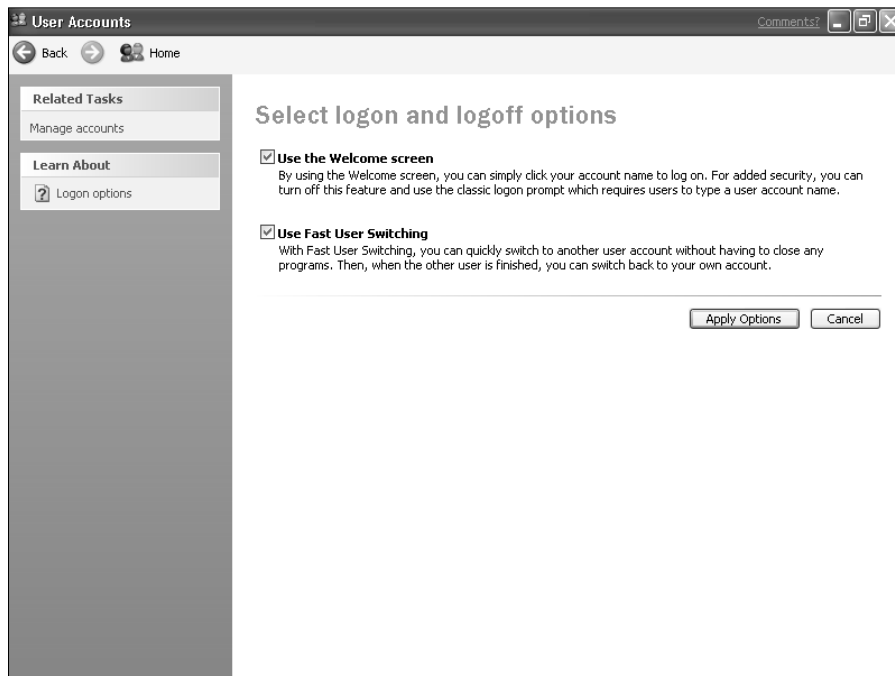 User Accounts
Comments?
Back
Home
Related Tasks
Manage accounts
Learn About
Logon options
Select logon and logoff options
Use the Welcome screen
By using the Welcome screen, you can simply click your account name to log on. For added security, you can
turn off this feature and use the classic logon prompt which requires users to type a user account name.
Use Fast User Switching
With Fast User Switching, you can quickly switch to another user account without having to close any
programs. Then, when the other user is finished, you can switch back to your own account.
Apply Options
Cancel